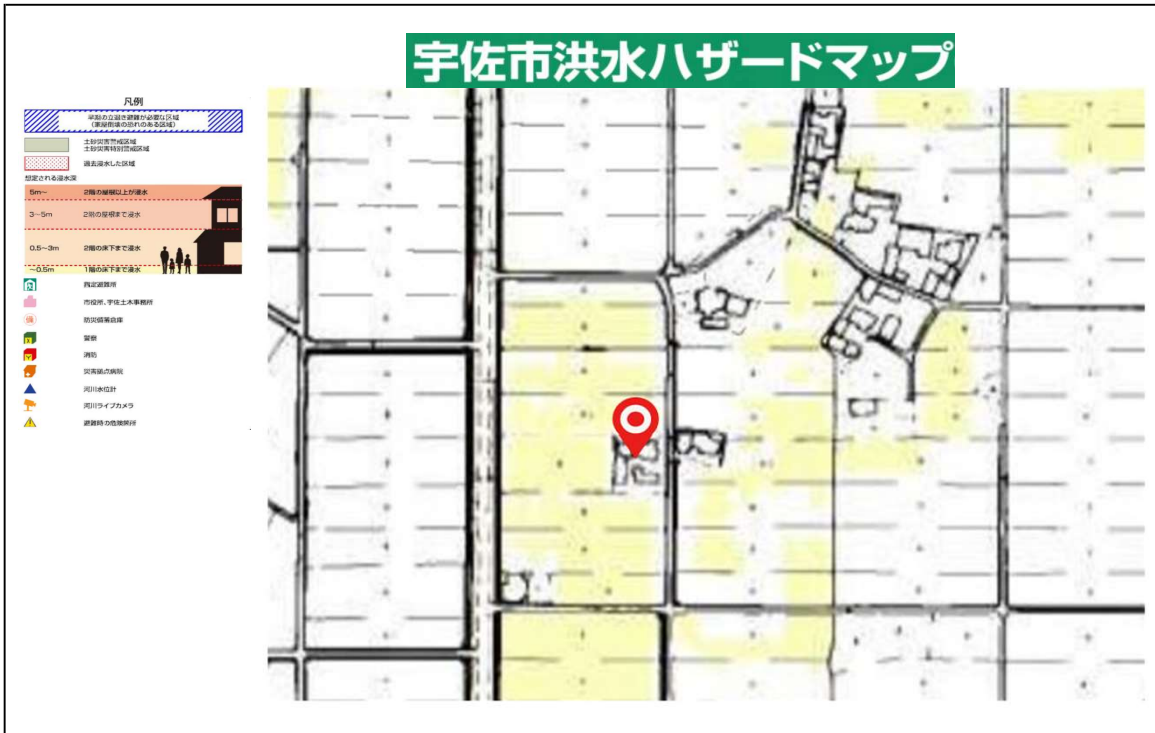 宇佐市洪水ハザードマップ
凡例
早期の立退き避難が必要な区域
(家屋倒壊の恐れのある区域)
土砂災害警戒区域
土砂災害特別警戒区域
過去浸水した区域
想定される浸水深
5m～ 2階の屋根以上が浸水
3～5m 2階の屋根まで浸水
0.5～3m 2階の床下まで浸水
～0.5m 1階の床下まで浸水
指定避難所
市役所、宇佐土木事務所
防災備蓄倉庫
警察
消防
災害拠点病院
河川水位計
河川ライブカメラ
避難時の危険箇所